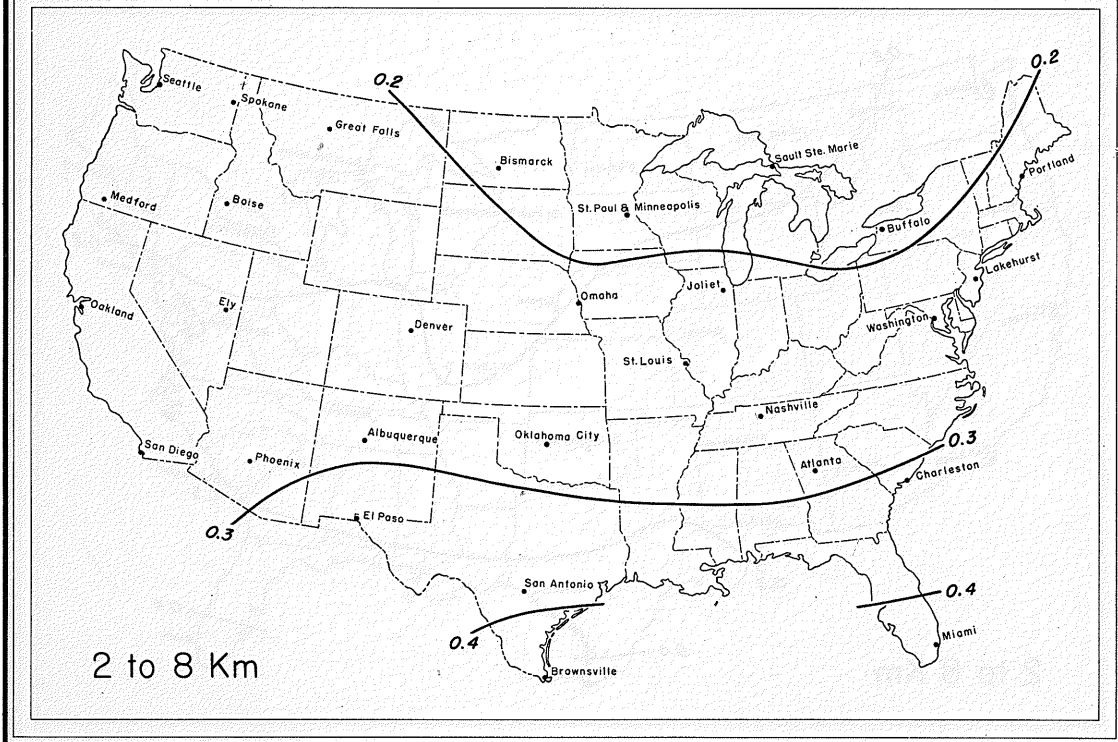 0.2
0.2
Seattle
Spokane
Great Falls
Bismarck
Sault Ste. Marie
Portland
Medford
Boise
St. Paul & Minneapolis
Buffalo
Lakehurst
Oakland
Ely
Denver
Omaha
Joliet
Washington
St. Louis
Nashville
San Diego
Phoenix
Albuquerque
Oklahoma City
Atlanta
0.3
Charleston
0.3
El Paso
San Antonio
0.4
0.4
Miami
2 to 8 Km
Brownsville